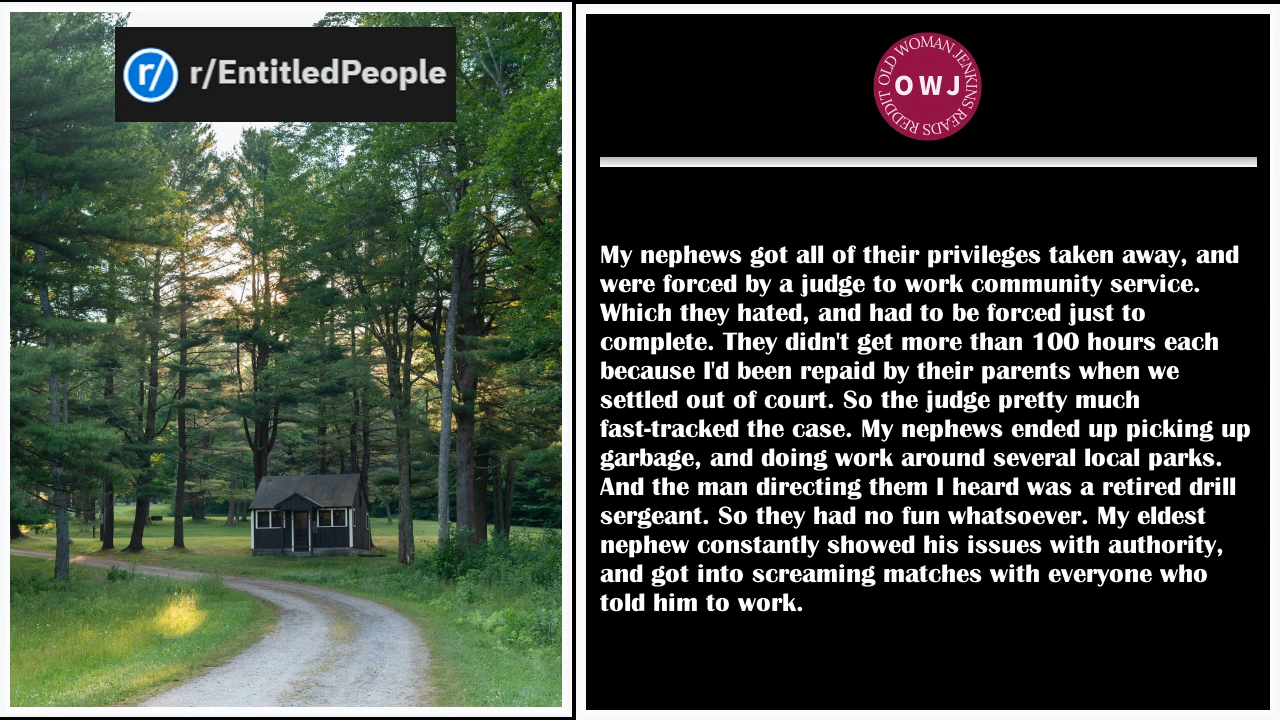 r/ r/EntitledPeople
OLD WOMAN JENKINS READS REDDIT
OWJ
My nephews got all of their privileges taken away, and
were forced by a judge to work community service.
Which they hated, and had to be forced just to
complete. They didn't get more than 100 hours each
because I'd been repaid by their parents when we
settled out of court. So the judge pretty much
fast-tracked the case. My nephews ended up picking up
garbage, and doing work around several local parks.
And the man directing them I heard was a retired drill
sergeant. So they had no fun whatsoever. My eldest
nephew constantly showed his issues with authority,
and got into screaming matches with everyone who
told him to work.